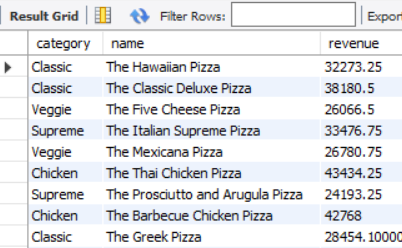 Result Grid Filter Rows: Export
category name revenue
Classic The Hawaiian Pizza 32273.25
Classic The Classic Deluxe Pizza 38180.5
Veggie The Five Cheese Pizza 26066.5
Supreme The Italian Supreme Pizza 33476.75
Veggie The Mexicana Pizza 26780.75
Chicken The Thai Chicken Pizza 43434.25
Supreme The Prosciutto and Arugula Pizza 24193.25
Chicken The Barbecue Chicken Pizza 42768
Classic The Greek Pizza 28454.10000